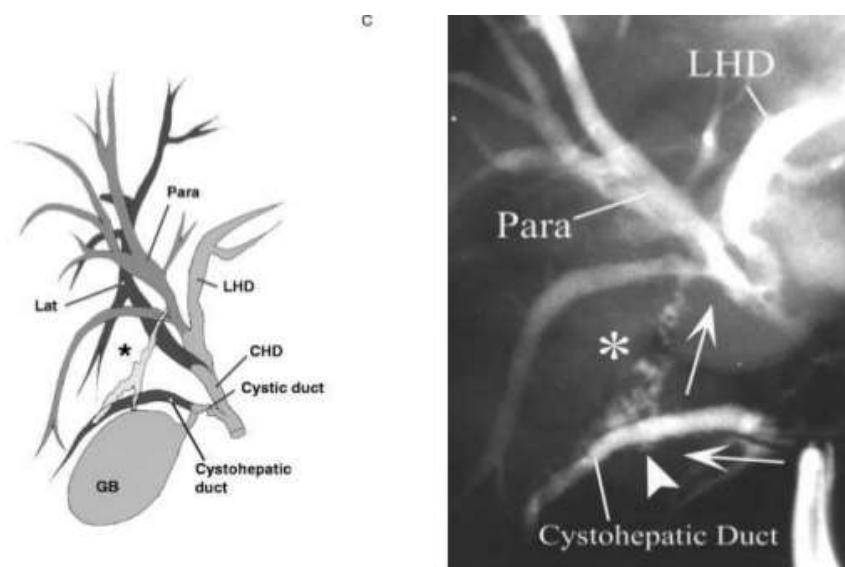 C
Para
LHD
Lat
*
CHD
Cystic duct
Cystohepatic
duct
GB
LHD
Para
*
Cystohepatic Duct